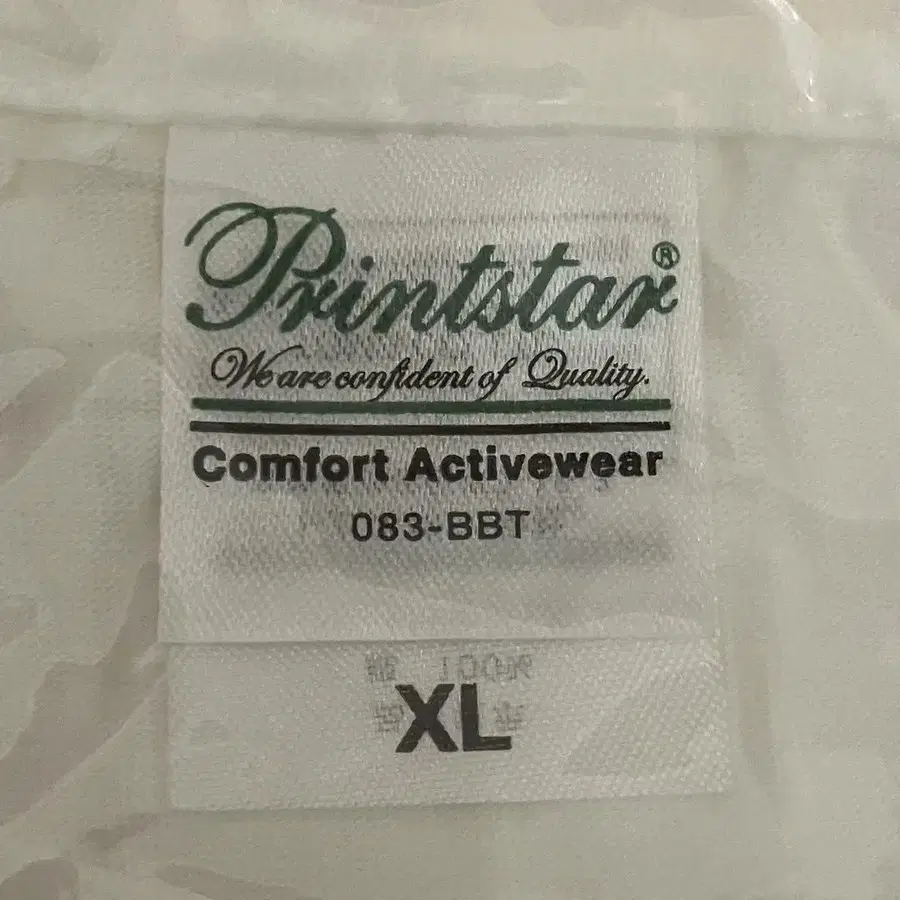 Printstar®
We are confident of Quality.
Comfort Activewear
083-BBT
XL